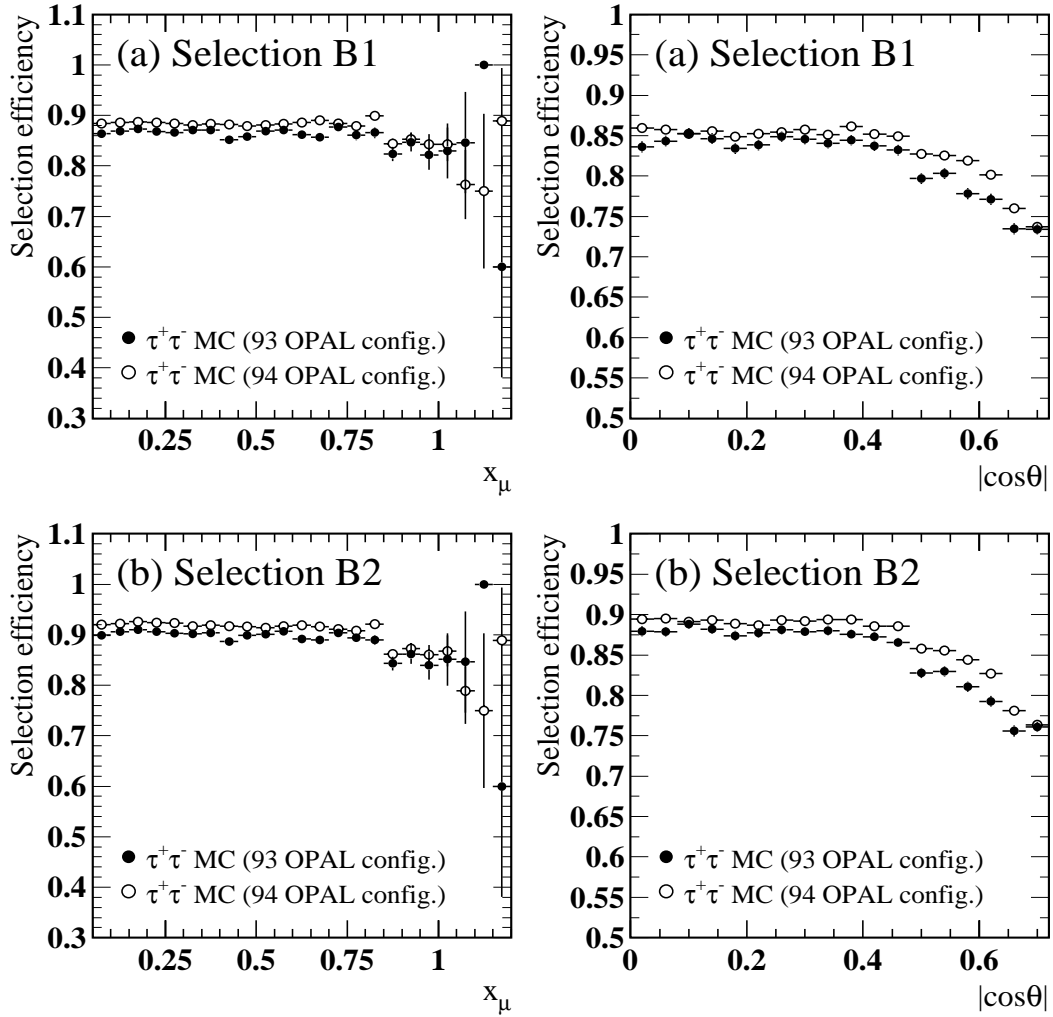 Selection efficiency
(a) Selection B1
1.1
1
0.9
0.8
0.7
0.6
0.5
0.4
0.3
τ⁺τ⁻ MC (93 OPAL config.)
τ⁺τ⁻ MC (94 OPAL config.)
0.25 0.5 0.75 1
xμ
Selection efficiency
(a) Selection B1
1
0.95
0.9
0.85
0.8
0.75
0.7
0.65
0.6
0.55
0.5
τ⁺τ⁻ MC (93 OPAL config.)
τ⁺τ⁻ MC (94 OPAL config.)
0 0.2 0.4 0.6
|cosθ|
Selection efficiency
(b) Selection B2
1.1
1
0.9
0.8
0.7
0.6
0.5
0.4
0.3
τ⁺τ⁻ MC (93 OPAL config.)
τ⁺τ⁻ MC (94 OPAL config.)
0.25 0.5 0.75 1
xμ
Selection efficiency
(b) Selection B2
1
0.95
0.9
0.85
0.8
0.75
0.7
0.65
0.6
0.55
0.5
τ⁺τ⁻ MC (93 OPAL config.)
τ⁺τ⁻ MC (94 OPAL config.)
0 0.2 0.4 0.6
|cosθ|